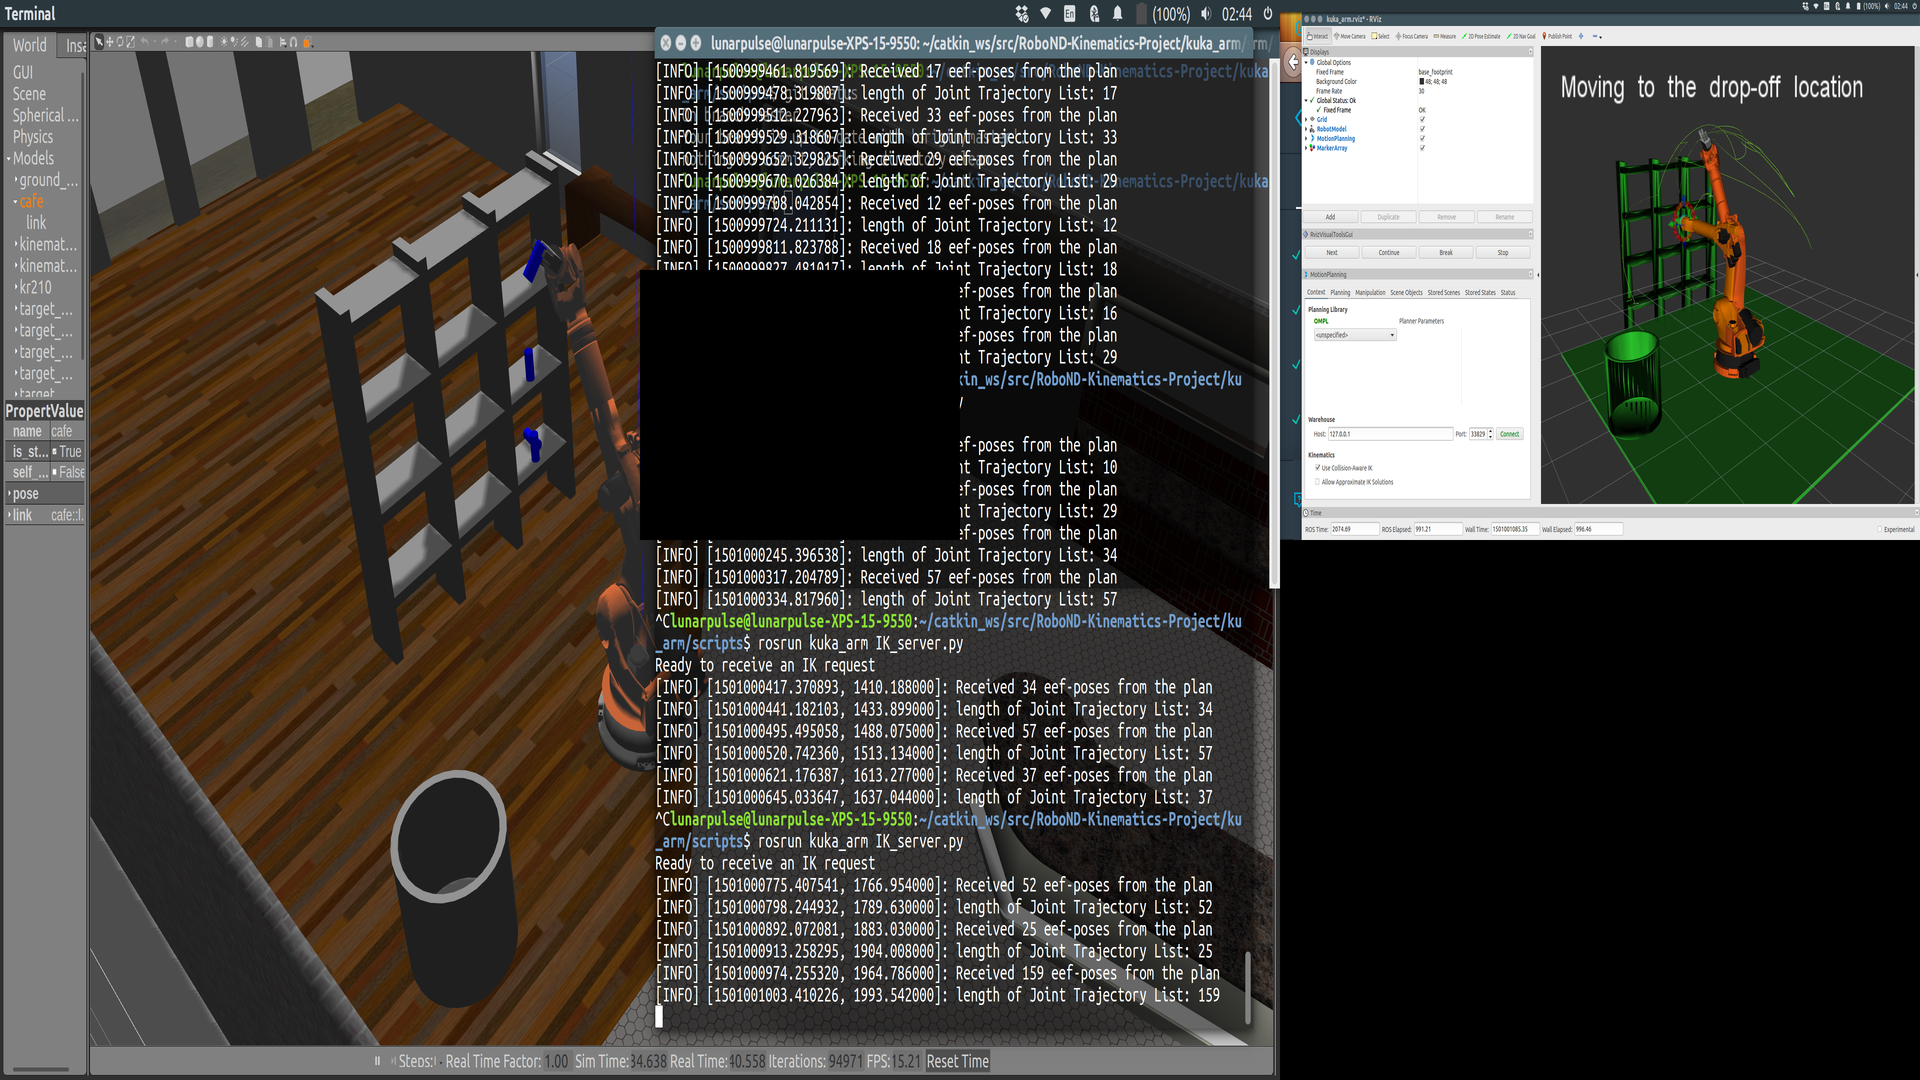 Terminal
(100%)
02:44
World
GUI
Scene
Spherical ...
Physics
Models
ground_...
cafe
link
kinemat...
kinemat...
kr210
target_...
target_...
target_...
target_...
Propert Value
name cafe
is_st... True
self_... False
pose
link cafe::l.
lunarpulse@lunarpulse-XPS-15-9550: ~/catkin_ws/src/RoboND-Kinematics-Project/kuka_arm/
[INFO] [1500999461.819569]: Received 17 eef-poses from the plan
[INFO] [1500999478.319807]: length of Joint Trajectory List: 17
[INFO] [1500999512.227963]: Received 33 eef-poses from the plan
[INFO] [1500999529.318607]: length of Joint Trajectory List: 33
[INFO] [1500999652.329825]: Received 29 eef-poses from the plan
[INFO] [1500999670.026384]: length of Joint Trajectory List: 29
[INFO] [1500999708.042854]: Received 12 eef-poses from the plan
[INFO] [1500999724.211131]: length of Joint Trajectory List: 12
[INFO] [1500999811.823788]: Received 18 eef-poses from the plan
[INFO] [1500999827.481017]: length of Joint Trajectory List: 18
ef-poses from the plan
t Trajectory List: 16
ef-poses from the plan
t Trajectory List: 29
tkin_ws/src/RoboND-Kinematics-Project/ku
ef-poses from the plan
t Trajectory List: 10
ef-poses from the plan
t Trajectory List: 29
ef-poses from the plan
[INFO] [1501000245.396538]: length of Joint Trajectory List: 34
[INFO] [1501000317.204789]: Received 57 eef-poses from the plan
[INFO] [1501000334.817960]: length of Joint Trajectory List: 57
^Clunarpulse@lunarpulse-XPS-15-9550:~/catkin_ws/src/RoboND-Kinematics-Project/ku
_arm/scripts$ rosrun kuka_arm IK_server.py
Ready to receive an IK request
[INFO] [1501000417.370893, 1410.188000]: Received 34 eef-poses from the plan
[INFO] [1501000441.182103, 1433.899000]: length of Joint Trajectory List: 34
[INFO] [1501000495.495058, 1488.075000]: Received 57 eef-poses from the plan
[INFO] [1501000520.742360, 1513.134000]: length of Joint Trajectory List: 57
[INFO] [1501000621.176387, 1613.277000]: Received 37 eef-poses from the plan
[INFO] [1501000645.033647, 1637.044000]: length of Joint Trajectory List: 37
^Clunarpulse@lunarpulse-XPS-15-9550:~/catkin_ws/src/RoboND-Kinematics-Project/ku
_arm/scripts$ rosrun kuka_arm IK_server.py
Ready to receive an IK request
[INFO] [1501000775.407541, 1766.954000]: Received 52 eef-poses from the plan
[INFO] [1501000798.244932, 1789.630000]: length of Joint Trajectory List: 52
[INFO] [1501000892.072081, 1883.030000]: Received 25 eef-poses from the plan
[INFO] [1501000913.258295, 1904.008000]: length of Joint Trajectory List: 25
[INFO] [1501000974.255320, 1964.786000]: Received 159 eef-poses from the plan
[INFO] [1501001003.410226, 1993.542000]: length of Joint Trajectory List: 159
Steps: Real Time Factor: 1.00 Sim Time: 34.638 Real Time: 40.558 Iterations: 94971 FPS: 15.21 Reset Time
kuka_arm.rviz* - RViz
Interact Move Camera Select Focus Camera Measure 2D Pose Estimate 2D Nav Goal Publish Point
Displays
Global Options
Fixed Frame base_footprint
Background Color 48; 48; 48
Frame Rate 30
Global Status: Ok
Fixed Frame OK
Grid
RobotModel
MotionPlanning
MarkerArray
Add Duplicate Remove Rename
RvizVisualToolsGui
Next Continue Break Stop
MotionPlanning
Context Planning Manipulation Scene Objects Stored Scenes Stored States Status
Planning Library
OMPL Planner Parameters
<unspecified>
Warehouse
Host: 127.0.0.1 Port: 33829 Connect
Kinematics
Use Collision-Aware IK
Allow Approximate IK Solutions
Time
ROS Time: 2074.69 ROS Elapsed: 991.21 Wall Time: 1501001085.35 Wall Elapsed: 996.46 Experimental
Moving to the drop-off location